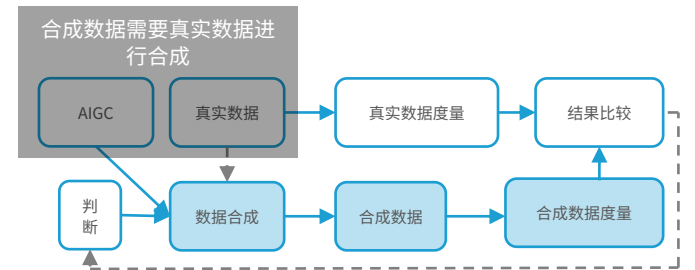 合成数据需要真实数据进
行合成
AIGC
真实数据
真实数据度量
结果比较
判
断
数据合成
合成数据
合成数据度量